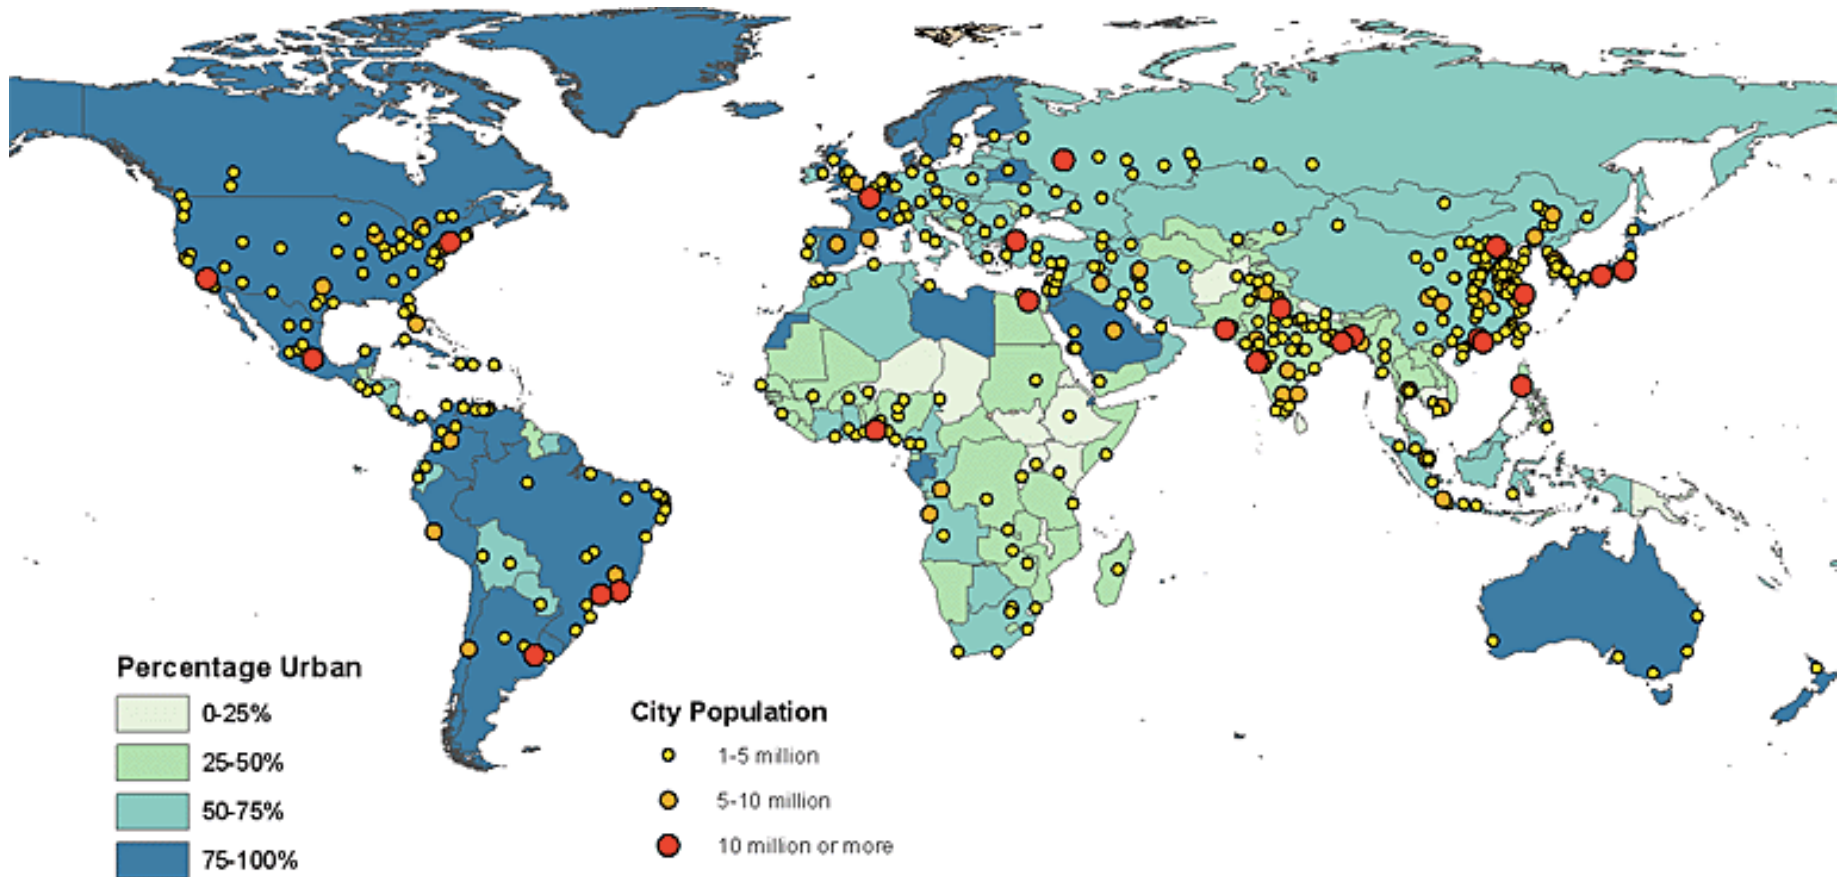 Percentage Urban
0-25%
25-50%
50-75%
75-100%
City Population
1-5 million
5-10 million
10 million or more